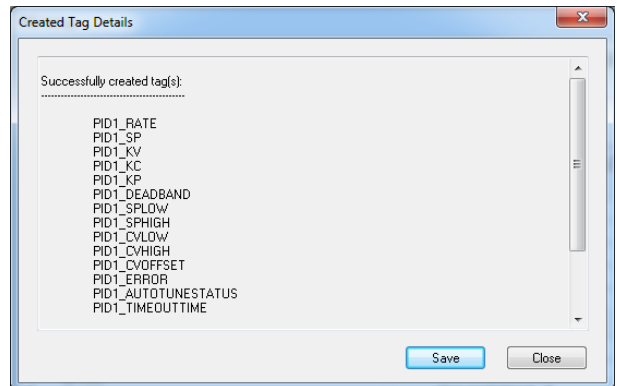 Created Tag Details
Successfully created tag(s):
--------------------------------------------
PID1_RATE
PID1_SP
PID1_KV
PID1_KC
PID1_KP
PID1_DEADBAND
PID1_SPLOW
PID1_SPHIGH
PID1_CVLOW
PID1_CVHIGH
PID1_CVOFFSET
PID1_ERROR
PID1_AUTOTUNESTATUS
PID1_TIMEOUTTIME
Save Close